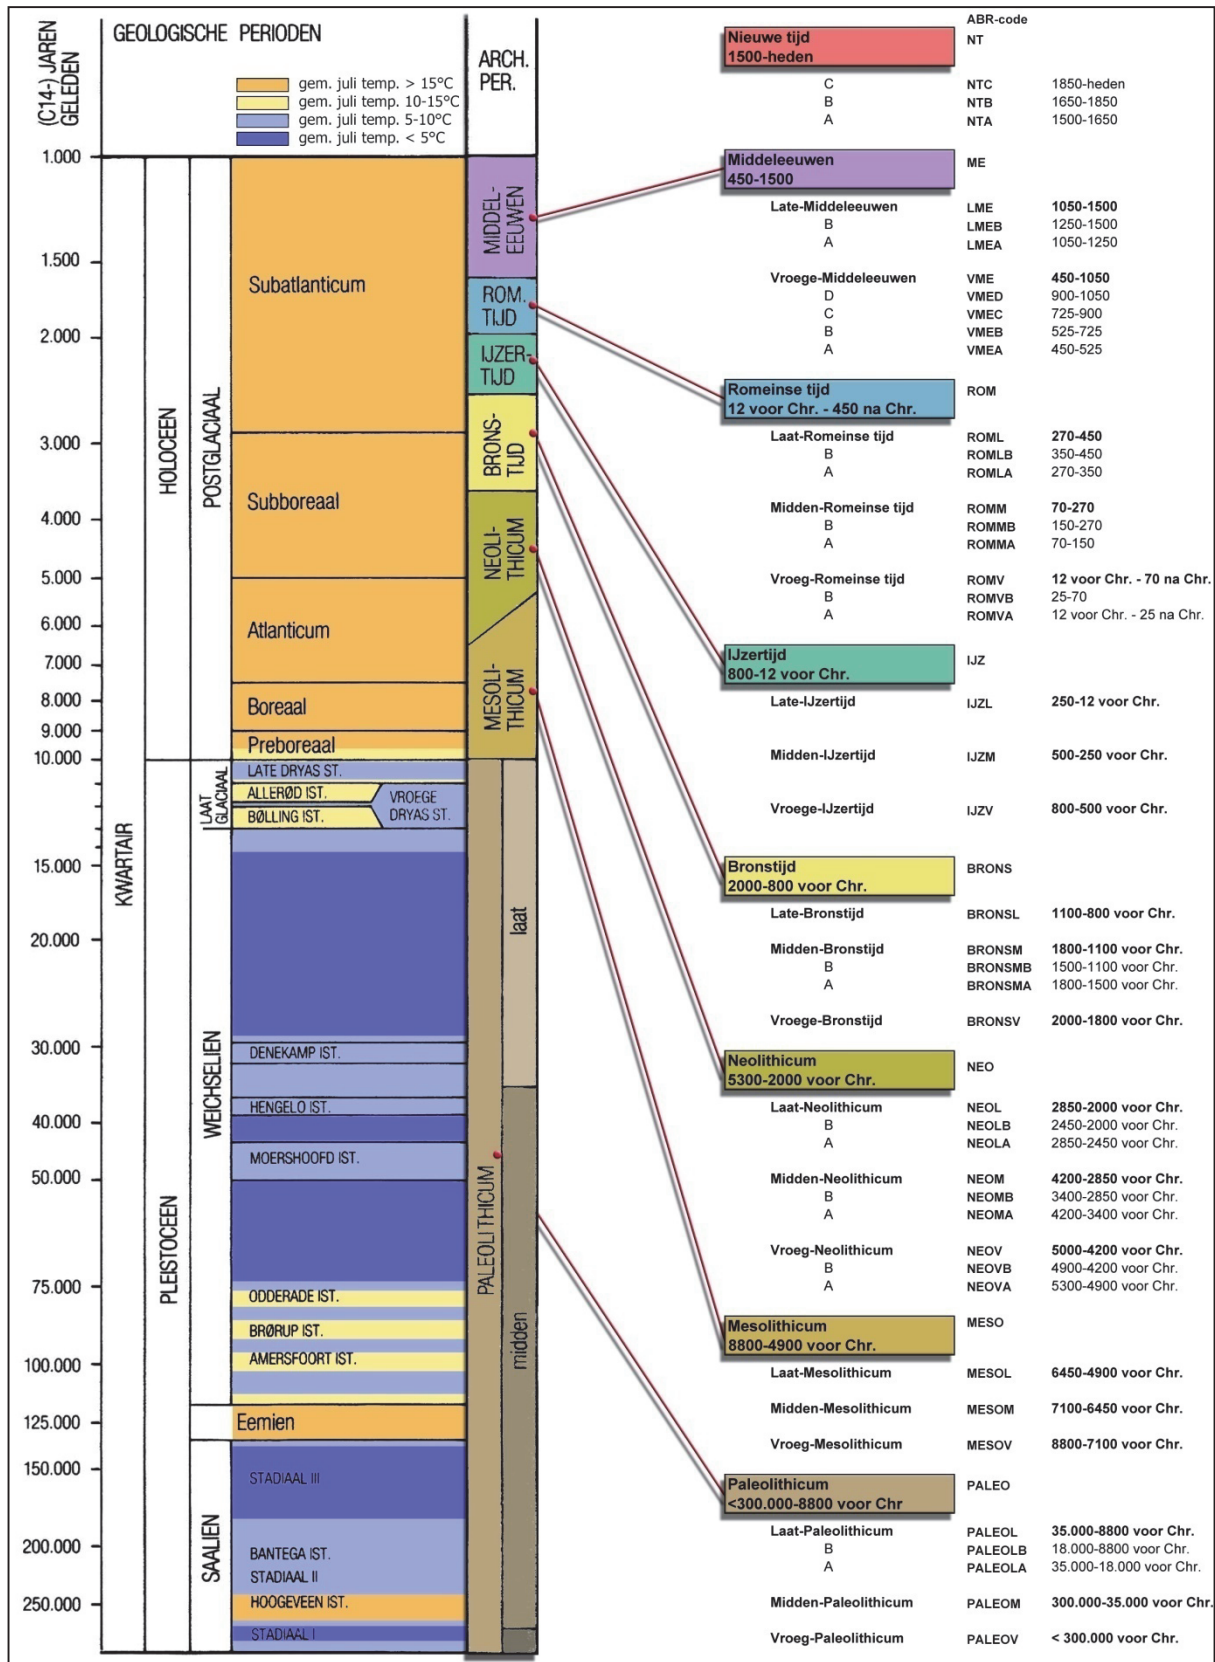 (C14-) JAREN
GELEDEN
GEOLOGISCHE PERIODEN
gem. juli temp. > 15°C
gem. juli temp. 10-15°C
gem. juli temp. 5-10°C
gem. juli temp. < 5°C
ARCH.
PER.
1.000
1.500
2.000
3.000
4.000
5.000
6.000
7.000
8.000
9.000
10.000
15.000
20.000
30.000
40.000
50.000
75.000
100.000
125.000
150.000
200.000
250.000
KWARTAIR
HOLOCEEN
PLEISTOCEEN
POSTGLACIAAL
LAAT
GLACIAAL
WEICHSELIEN
SAALIEN
Subatlanticum
Subboreaal
Atlanticum
Boreaal
Preboreaal
LATE DRYAS ST.
ALLERØD IST.
VROEGE
DRYAS ST.
BØLLING IST.
DENEKAMP IST.
HENGELO IST.
MOERSHOOFD IST.
ODDERADE IST.
BRØRUP IST.
AMERSFOORT IST.
Eemien
STADIAAL III
BANTEGA IST.
STADIAAL II
HOOGEVEEN IST.
STADIAAL I
MIDDEL-
EEUWEN
ROM.
TIJD
IJZER-
TIJD
BRONS-
TIJD
NEOLI-
THICUM
MESOLI-
THICUM
PALEOLITHICUM
laat
midden
ABR-code
Nieuwe tijd NT
1500-heden
C NTC 1850-heden
B NTB 1650-1850
A NTA 1500-1650
Middeleeuwen ME
450-1500
Late-Middeleeuwen LME 1050-1500
B LMEB 1250-1500
A LMEA 1050-1250
Vroege-Middeleeuwen VME 450-1050
D VMED 900-1050
C VMEC 725-900
B VMEB 525-725
A VMEA 450-525
Romeinse tijd ROM
12 voor Chr. - 450 na Chr.
Laat-Romeinse tijd ROML 270-450
B ROMLB 350-450
A ROMLA 270-350
Midden-Romeinse tijd ROMM 70-270
B ROMMB 150-270
A ROMMA 70-150
Vroeg-Romeinse tijd ROMV 12 voor Chr. - 70 na Chr.
B ROMVB 25-70
A ROMVA 12 voor Chr. - 25 na Chr.
IJzertijd IJZ
800-12 voor Chr.
Late-IJzertijd IJZL 250-12 voor Chr.
Midden-IJzertijd IJZM 500-250 voor Chr.
Vroege-IJzertijd IJZV 800-500 voor Chr.
Bronstijd BRONS
2000-800 voor Chr.
Late-Bronstijd BRONSL 1100-800 voor Chr.
Midden-Bronstijd BRONSM 1800-1100 voor Chr.
B BRONSMB 1500-1100 voor Chr.
A BRONSMA 1800-1500 voor Chr.
Vroege-Bronstijd BRONSV 2000-1800 voor Chr.
Neolithicum NEO
5300-2000 voor Chr.
Laat-Neolithicum NEOL 2850-2000 voor Chr.
B NEOLB 2450-2000 voor Chr.
A NEOLA 2850-2450 voor Chr.
Midden-Neolithicum NEOM 4200-2850 voor Chr.
B NEOMB 3400-2850 voor Chr.
A NEOMA 4200-3400 voor Chr.
Vroeg-Neolithicum NEOV 5000-4200 voor Chr.
B NEOVB 4900-4200 voor Chr.
A NEOVA 5300-4900 voor Chr.
Mesolithicum MESO
8800-4900 voor Chr.
Laat-Mesolithicum MESOL 6450-4900 voor Chr.
Midden-Mesolithicum MESOM 7100-6450 voor Chr.
Vroeg-Mesolithicum MESOV 8800-7100 voor Chr.
Paleolithicum PALEO
<300.000-8800 voor Chr
Laat-Paleolithicum PALEOL 35.000-8800 voor Chr.
B PALEOLB 18.000-8800 voor Chr.
A PALEOLA 35.000-18.000 voor Chr.
Midden-Paleolithicum PALEOM 300.000-35.000 voor Chr.
Vroeg-Paleolithicum PALEOV < 300.000 voor Chr.